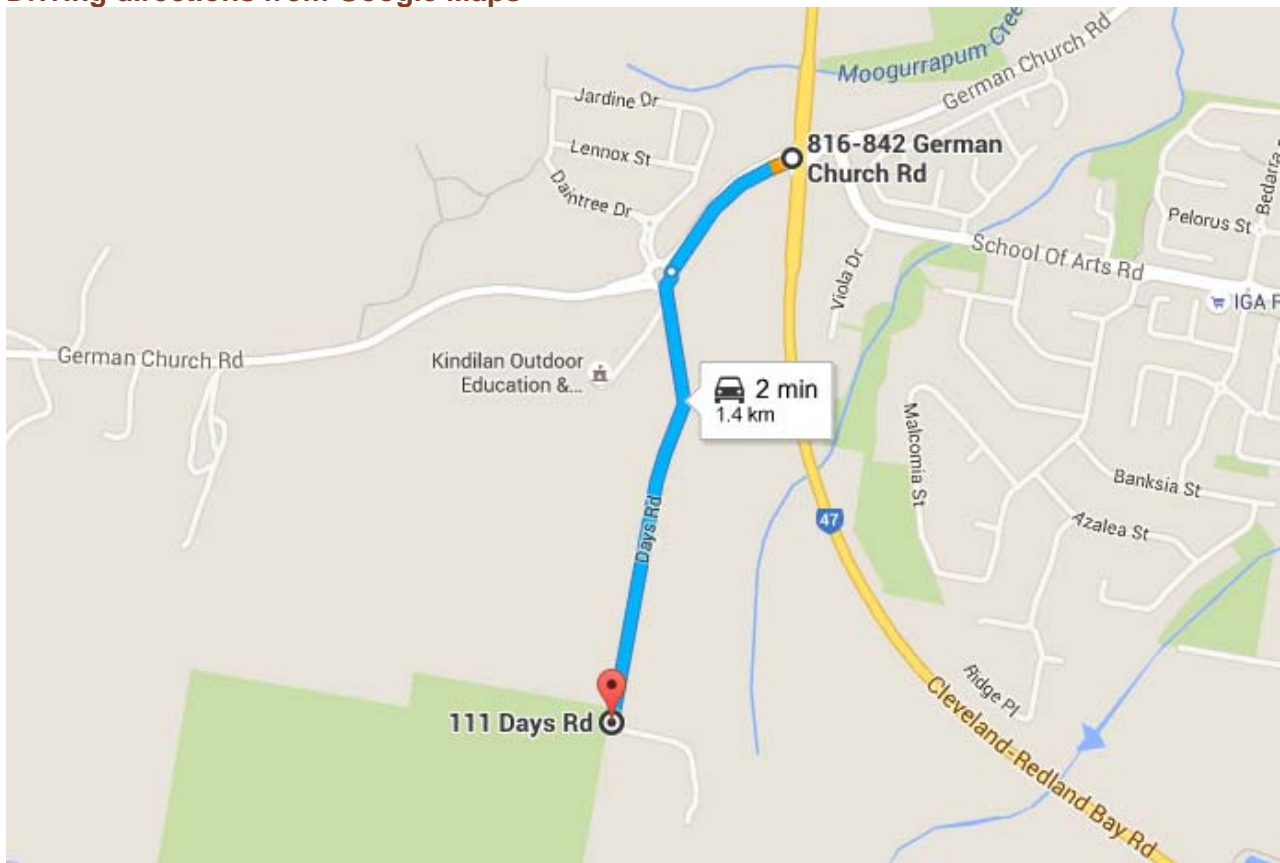 Driving directions from Google Maps
Moogurrapum Cree
German Church Rd
Jardine Dr
816-842 German
Church Rd
Lennox St
Daintree Dr
Pelorus St
School Of Arts Rd
Viola Dr
IGA F
German Church Rd
Kindilan Outdoor
Education &...
2 min
1.4 km
Malcomia St
Banksia St
47
Azalea St
Days Rd
Ridge Pl
111 Days Rd
Cleveland-Redland Bay Rd